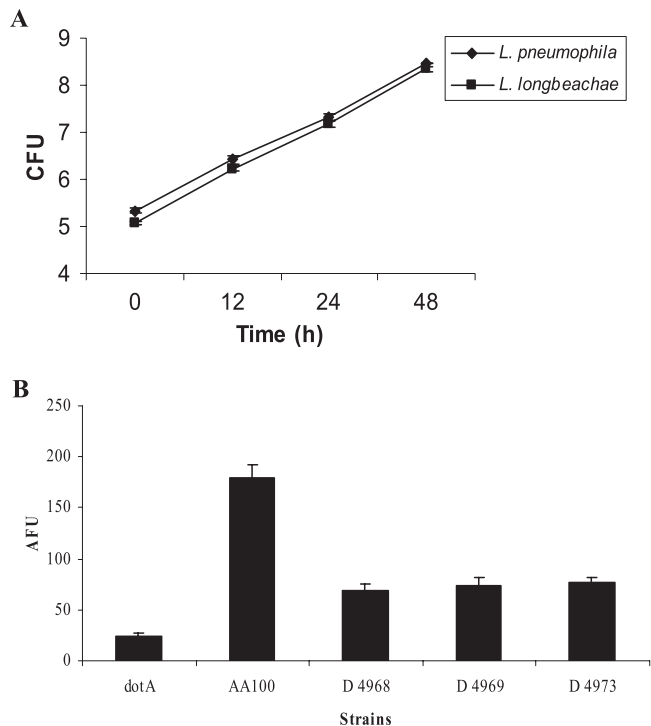 A
9
8
7
6
5
4
CFU
0 12 24 48
Time (h)
L. pneumophila
L. longbeachae
B
250
200
150
100
50
0
AFU
dotA AA100 D 4968 D 4969 D 4973
Strains